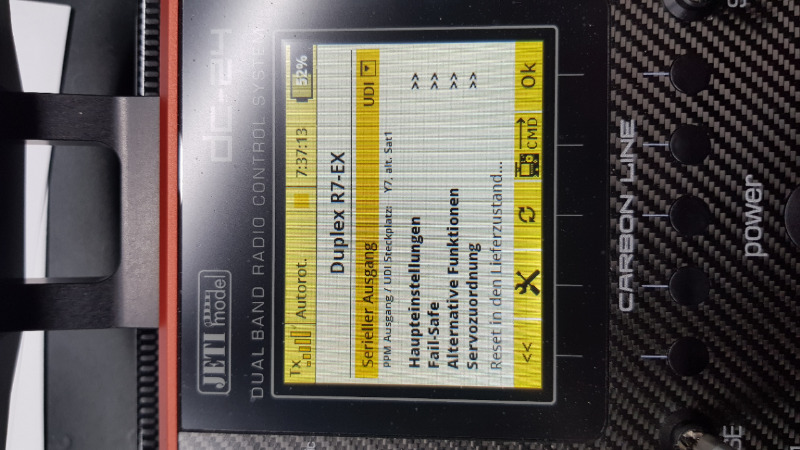 JETI model
dc-24
DUAL BAND RADIO CONTROL SYSTEM
Tx Autorot. 7:37:13 52%
Duplex R7-EX
Serieller Ausgang UDI
PPM Ausgang / UDI Steckplatz: Y7, alt. Sat1
Haupteinstellungen >>
Fail-Safe >>
Alternative Funktionen >>
Servozuordnung >>
Reset in den Lieferzustand...
<< CMD Ok
CARBON LINE
power